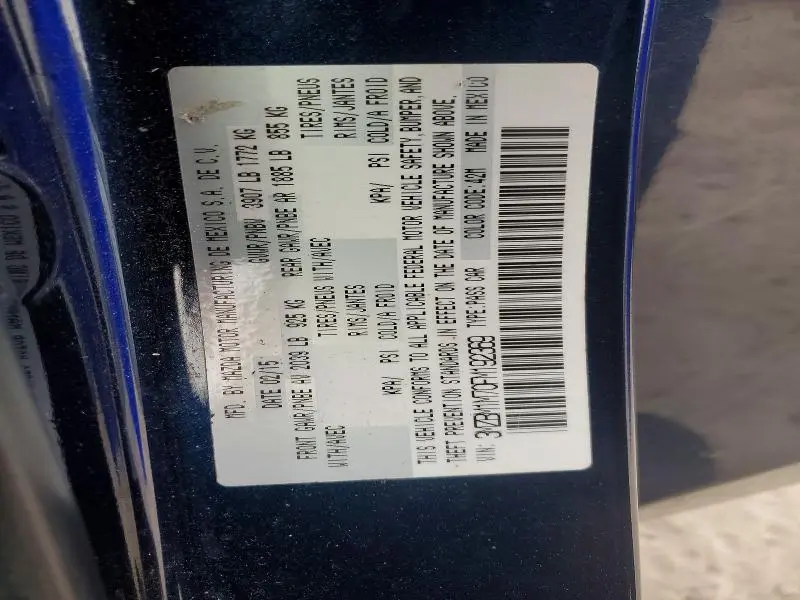 MFD. BY MAZDA MOTOR MANUFACTURING DE MEXICO S.A. DE C.V.
DATE 02/15 GVWR/PNBV 3907 LB 1772 KG
FRONT GAWR/PNBE AV 2039 LB 925 KG REAR GAWR/PNBE AR 1885 LB 855 KG
WITH/AVEC TIRES/PNEUS WITH/AVEC TIRES/PNEUS
RIMS/JANTES RIMS/JANTES
KPA/ PSI COLD/A FROID KPA/ PSI COLD/A FROID
THIS VEHICLE CONFORMS TO ALL APPLICABLE FEDERAL MOTOR VEHICLE SAFETY, BUMPER, AND
THEFT PREVENTION STANDARDS IN EFFECT ON THE DATE OF MANUFACTURE SHOWN ABOVE.
VIN: 3MZBM1V70FM192369 TYPE:PASS CAR COLOR CODE:42M MADE IN MEXICO